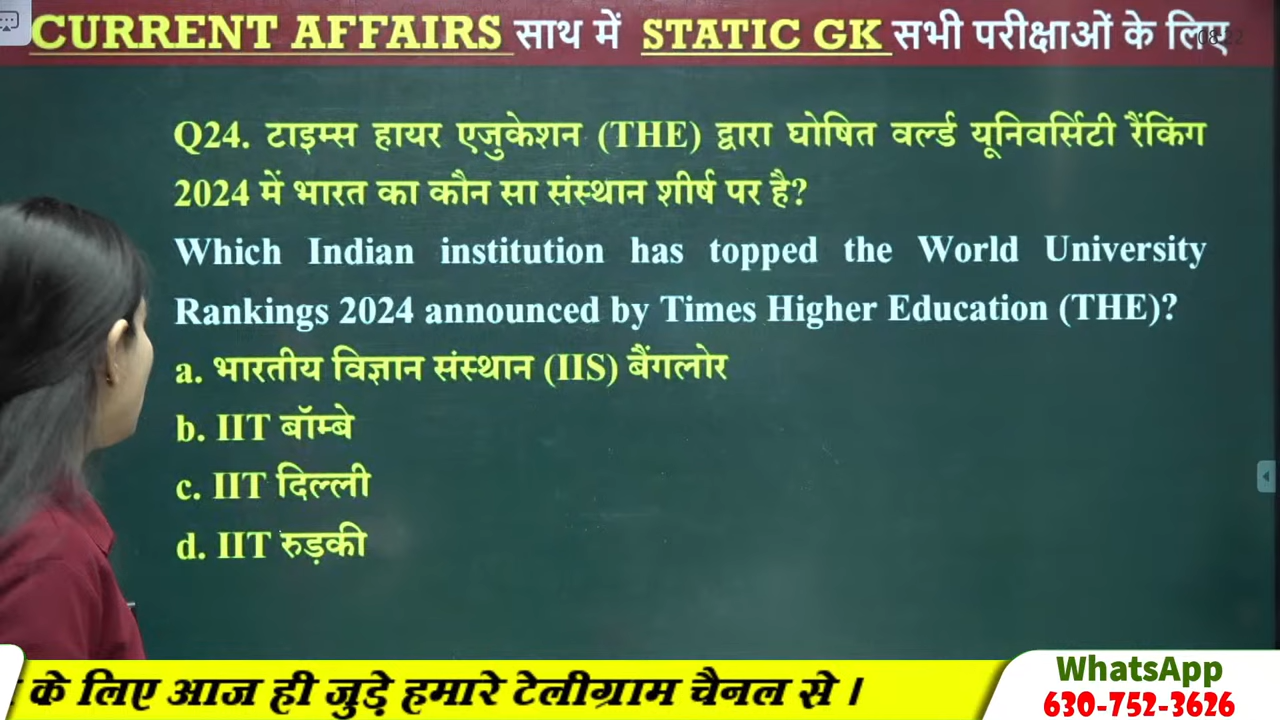 CURRENT AFFAIRS साथ में STATIC GK सभी परीक्षाओं के लिए
08:22
Q24. टाइम्स हायर एजुकेशन (THE) द्वारा घोषित वर्ल्ड यूनिवर्सिटी रैंकिंग
2024 में भारत का कौन सा संस्थान शीर्ष पर है?
Which Indian institution has topped the World University
Rankings 2024 announced by Times Higher Education (THE)?
a. भारतीय विज्ञान संस्थान (IIS) बैंगलोर
b. IIT बॉम्बे
c. IIT दिल्ली
d. IIT रुड़की
के लिए आज ही जुड़े हमारे टेलीग्राम चैनल से ।
WhatsApp
630-752-3626